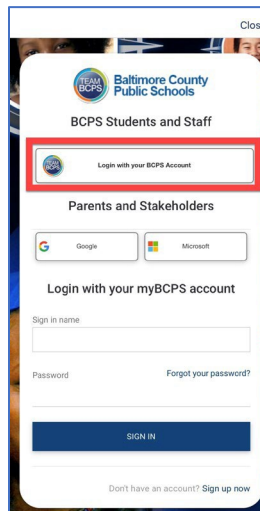 Clos
TEAM
BCPS
Baltimore County
Public Schools
BCPS Students and Staff
TEAM
BCPS
Login with your BCPS Account
Parents and Stakeholders
Google
Microsoft
Login with your myBCPS account
Sign in name
Password
Forgot your password?
SIGN IN
Don't have an account? Sign up now